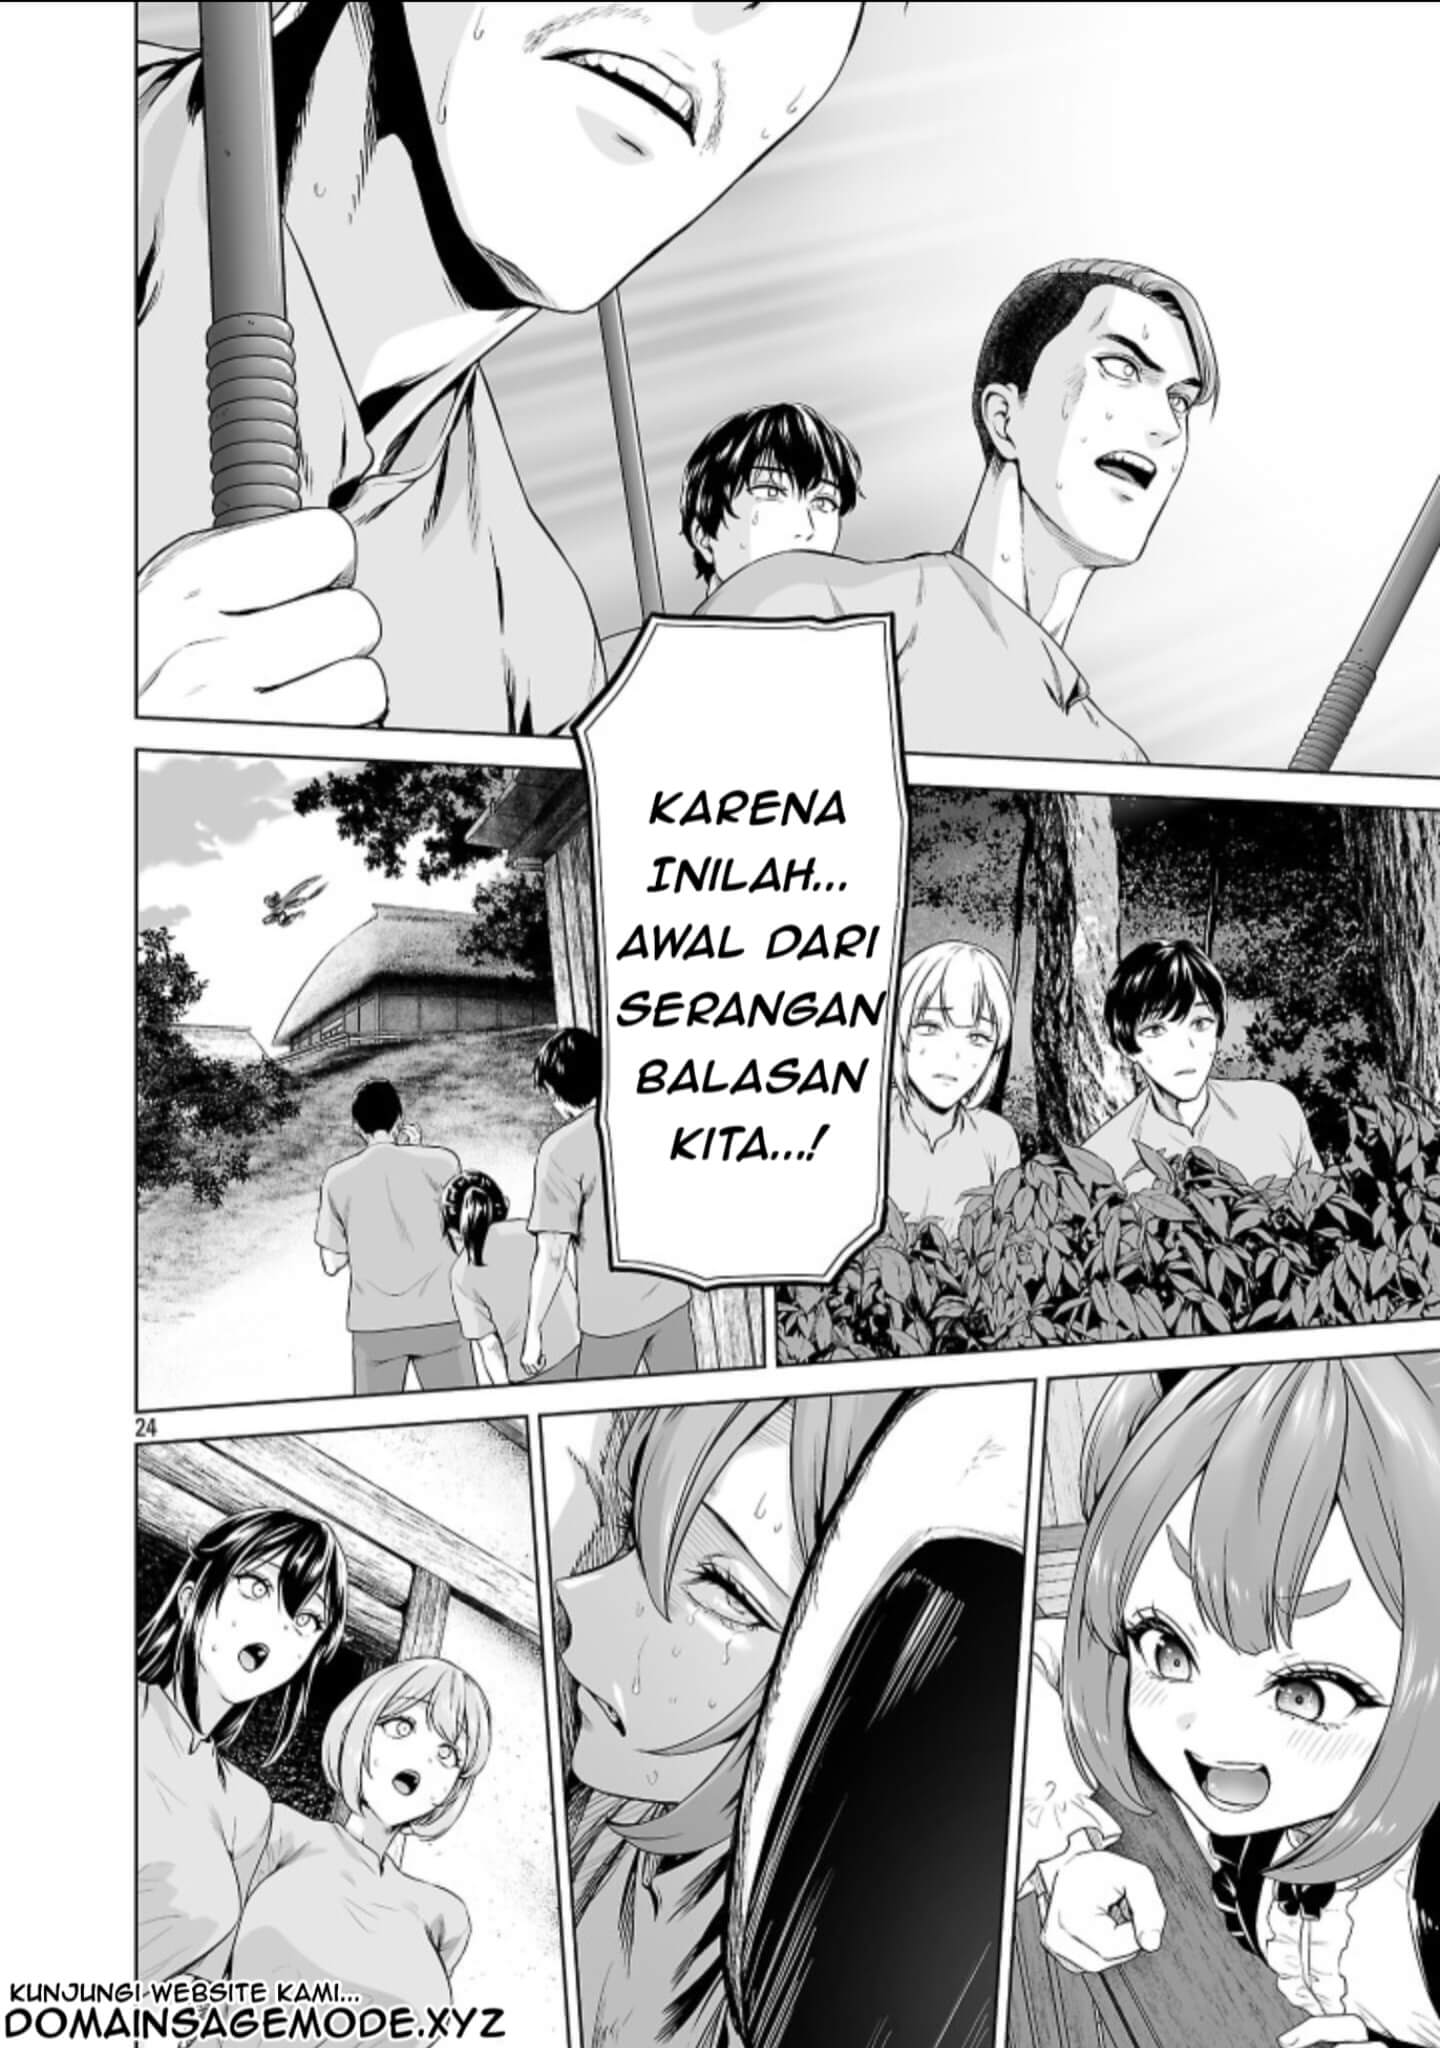 KARENA
INILAH...
AWAL DARI
SERANGAN
BALASAN
KITA...!
24
KUNJUNGI WEBSITE KAMI...
DOMAINSAGEMODE.XYZ